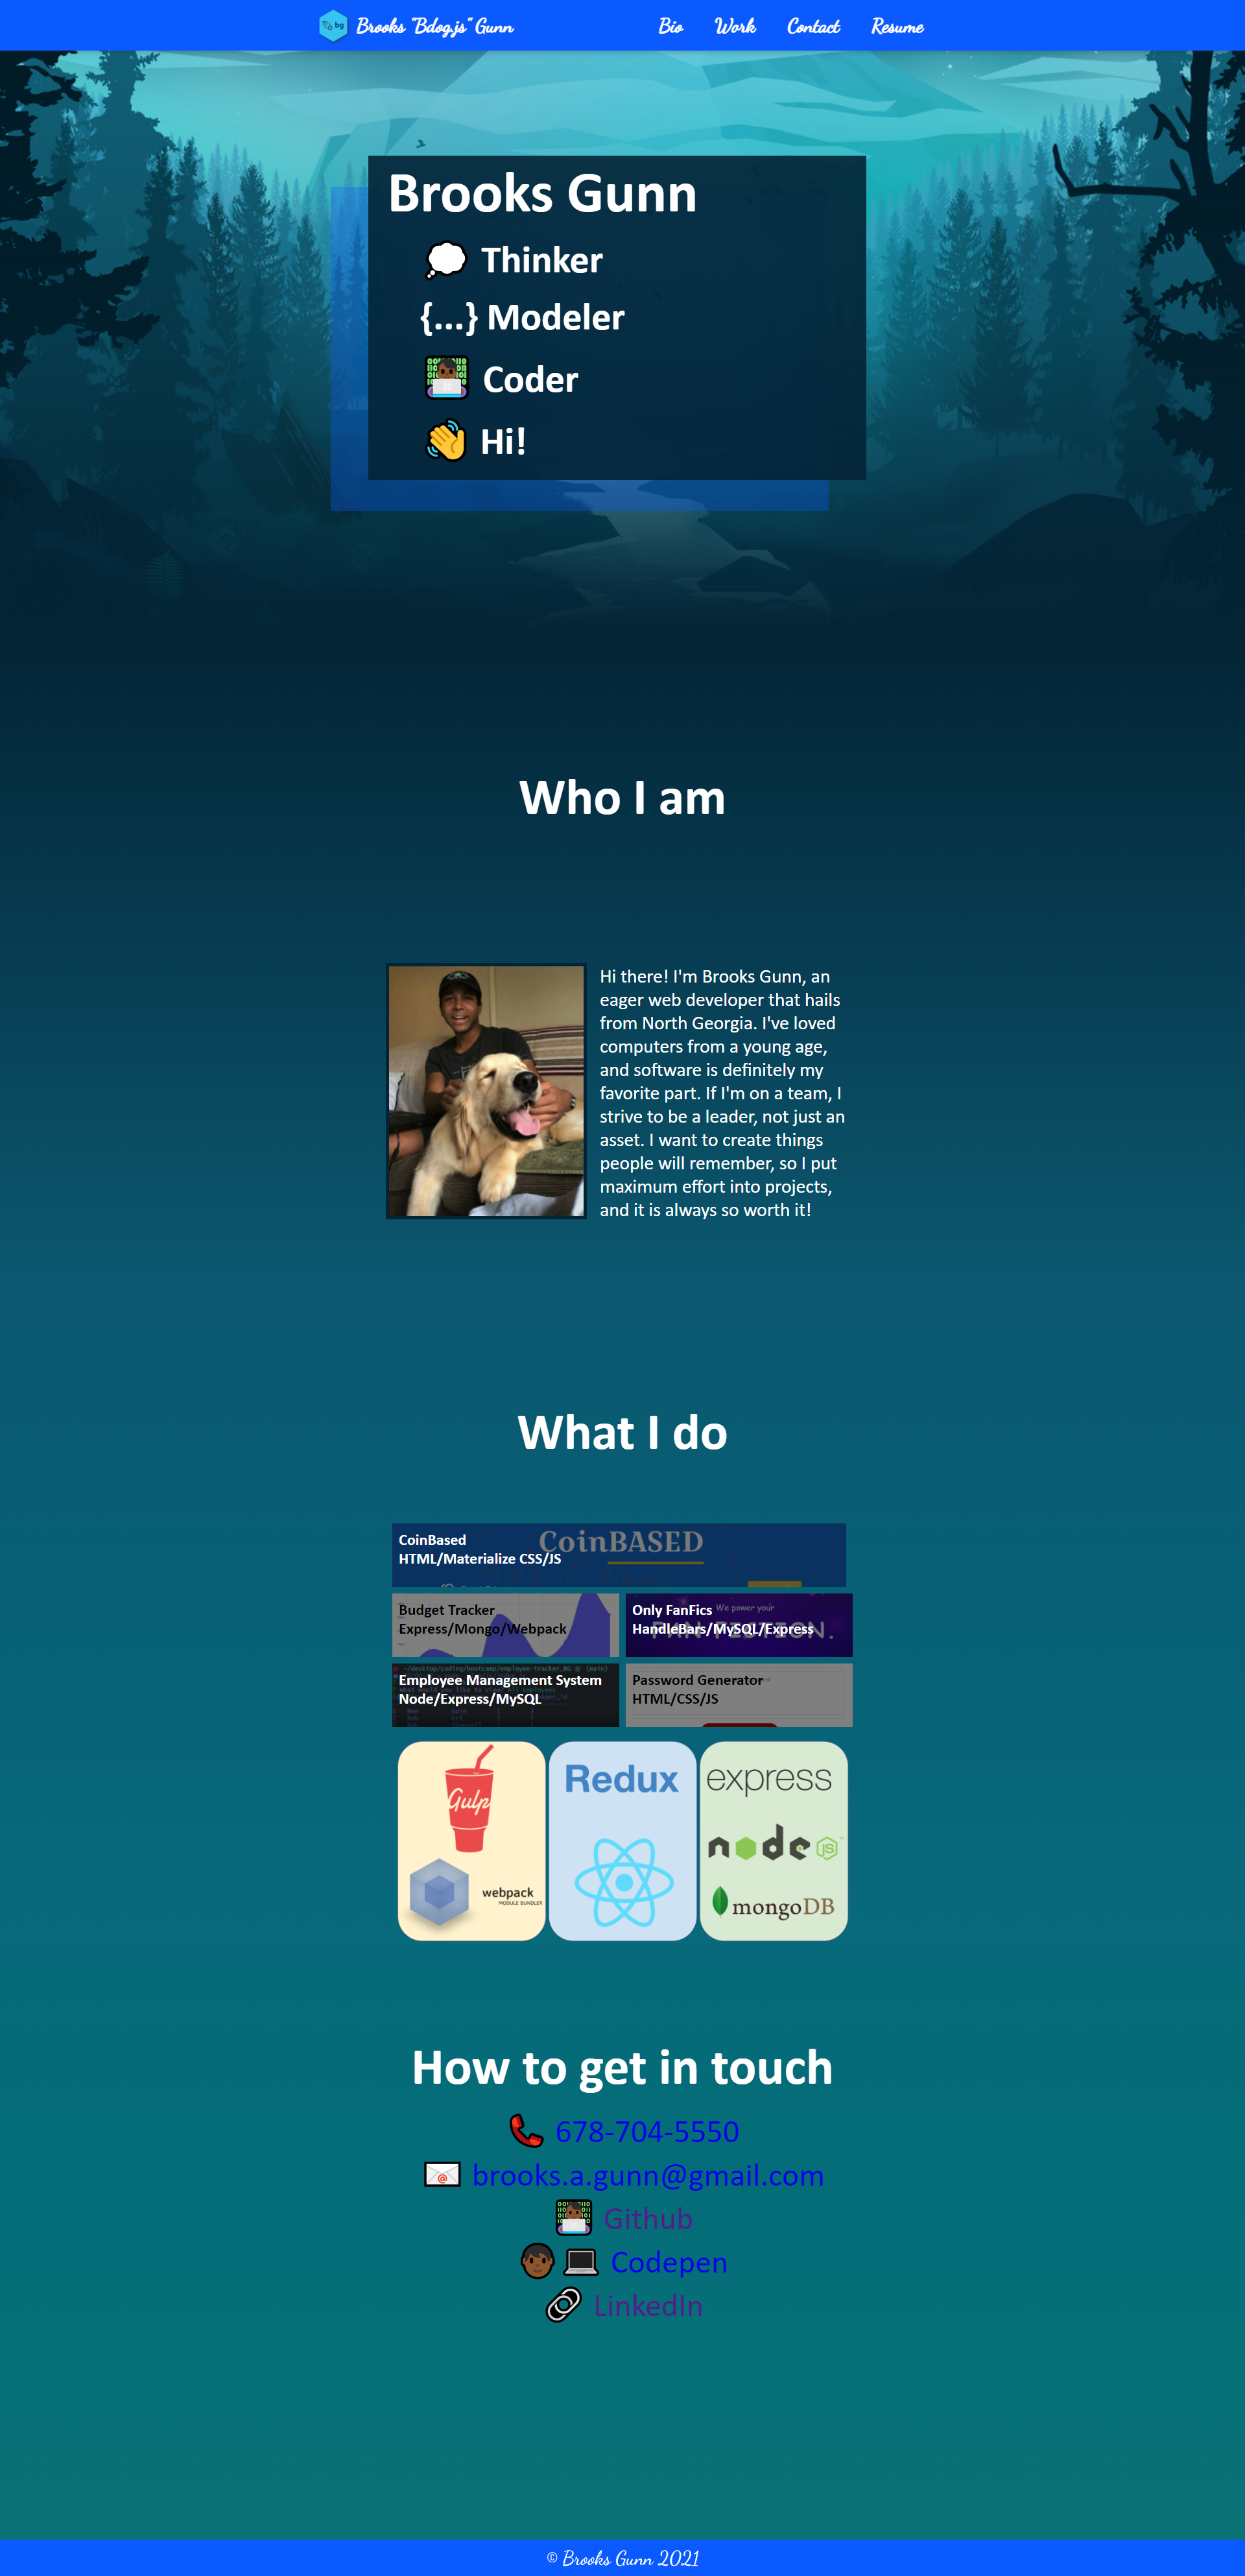 bg Brooks "Bdog.js" Gunn
Bio Work Contact Resume
Brooks Gunn
Thinker
{...} Modeler
Coder
Hi!
Who I am
Hi there! I'm Brooks Gunn, an
eager web developer that hails
from North Georgia. I've loved
computers from a young age,
and software is definitely my
favorite part. If I'm on a team, I
strive to be a leader, not just an
asset. I want to create things
people will remember, so I put
maximum effort into projects,
and it is always so worth it!
What I do
CoinBASED
CoinBased
HTML/Materialize CSS/JS
Budget Tracker
Express/Mongo/Webpack
Only FanFics
We power your
HandleBars/MySQL/Express
FAN FICTION.
Employee Management System
Node/Express/MySQL
Password Generator
HTML/CSS/JS
Gulp
webpack
MODULE BUNDLER
Redux
express
node
JS
mongoDB
How to get in touch
678-704-5550
brooks.a.gunn@gmail.com
Github
Codepen
LinkedIn
© Brooks Gunn 2021